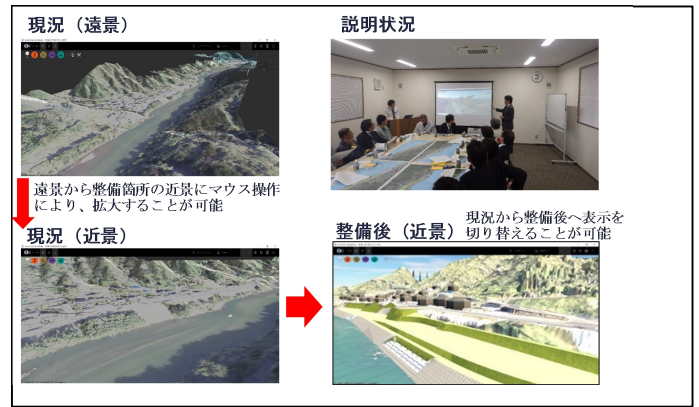 現況（遠景）
説明状況
遠景から整備箇所の近景にマウス操作
により、拡大することが可能
現況（近景）
整備後（近景）
現況から整備後へ表示を
切り替えることが可能